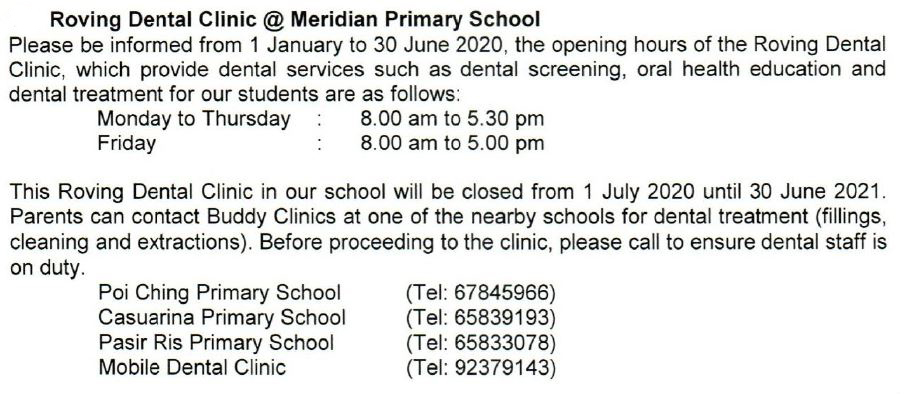 Roving Dental Clinic @ Meridian Primary School
Please be informed from 1 January to 30 June 2020, the opening hours of the Roving Dental
Clinic, which provide dental services such as dental screening, oral health education and
dental treatment for our students are as follows:
Monday to Thursday : 8.00 am to 5.30 pm
Friday : 8.00 am to 5.00 pm
This Roving Dental Clinic in our school will be closed from 1 July 2020 until 30 June 2021.
Parents can contact Buddy Clinics at one of the nearby schools for dental treatment (fillings,
cleaning and extractions). Before proceeding to the clinic, please call to ensure dental staff is
on duty.
Poi Ching Primary School (Tel: 67845966)
Casuarina Primary School (Tel: 65839193)
Pasir Ris Primary School (Tel: 65833078)
Mobile Dental Clinic (Tel: 92379143)